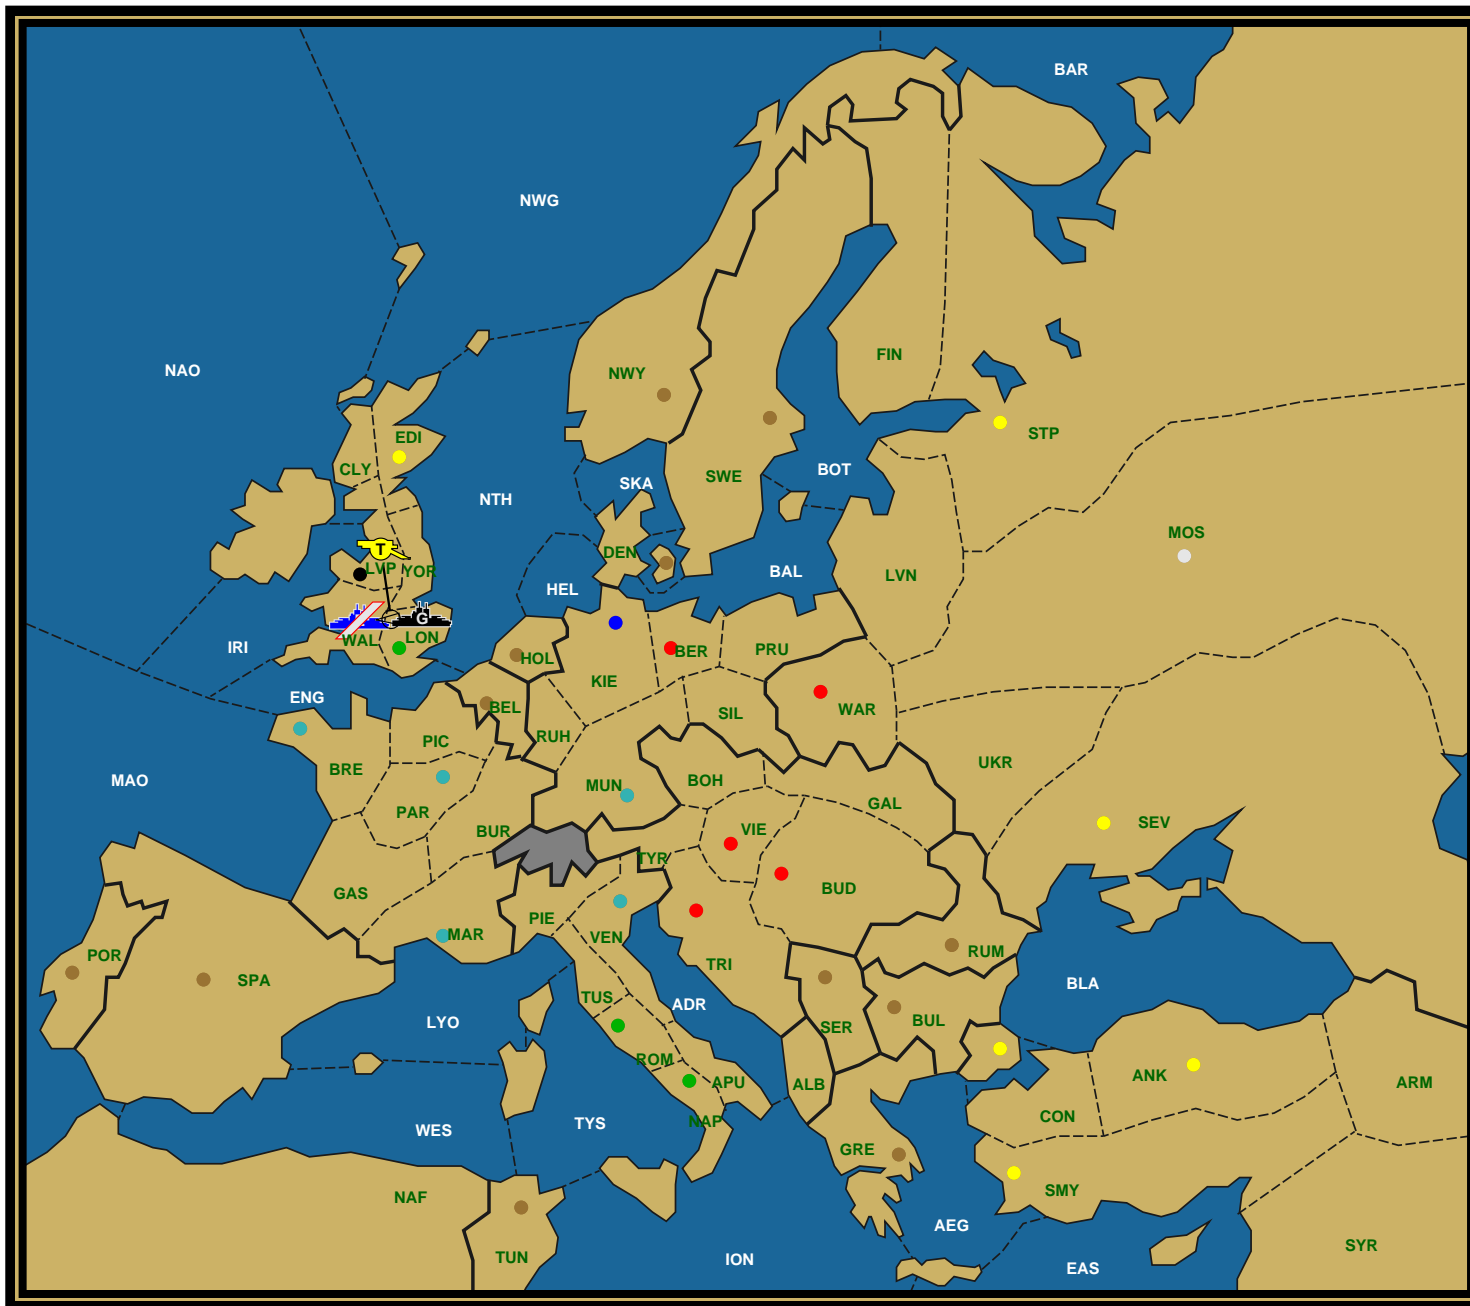 BAR
NWG
NAO
FIN
NWY
EDI
STP
CLY
SKA
BOT
SWE
NTH
MOS
DEN
T
LVP
YOR
BAL
LVN
HEL
G
WAL
LON
IRI
HOL
BER
PRU
KIE
ENG
BEL
SIL
WAR
RUH
PIC
UKR
BRE
MAO
MUN
BOH
GAL
PAR
SEV
BUR
VIE
TYR
BUD
GAS
PIE
MAR
VEN
POR
SPA
RUM
TRI
BLA
TUS
ADR
LYO
BUL
SER
ROM
ANK
APU
ALB
ARM
CON
NAP
TYS
WES
GRE
SMY
NAF
AEG
SYR
TUN
ION
EAS